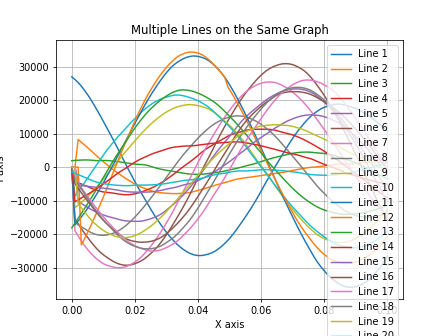 Multiple Lines on the Same Graph
30000
20000
10000
0
−10000
−20000
−30000
0.00
0.02
0.04
0.06
0.08
X axis
Line 1
Line 2
Line 3
Line 4
Line 5
Line 6
Line 7
Line 8
Line 9
Line 10
Line 11
Line 12
Line 13
Line 14
Line 15
Line 16
Line 17
Line 18
Line 19
Line 20